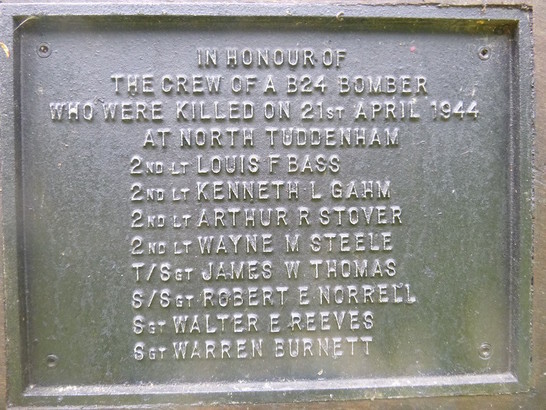 IN HONOUR OF
THE CREW OF A B24 BOMBER
WHO WERE KILLED ON 21ST APRIL 1944
AT NORTH TUDDENHAM
2ND LT LOUIS F BASS
2ND LT KENNETH L GAHM
2ND LT ARTHUR R STOVER
2ND LT WAYNE M STEELE
T/SGT JAMES W THOMAS
S/SGT ROBERT E NORRELL
SGT WALTER E REEVES
SGT WARREN BURNETT